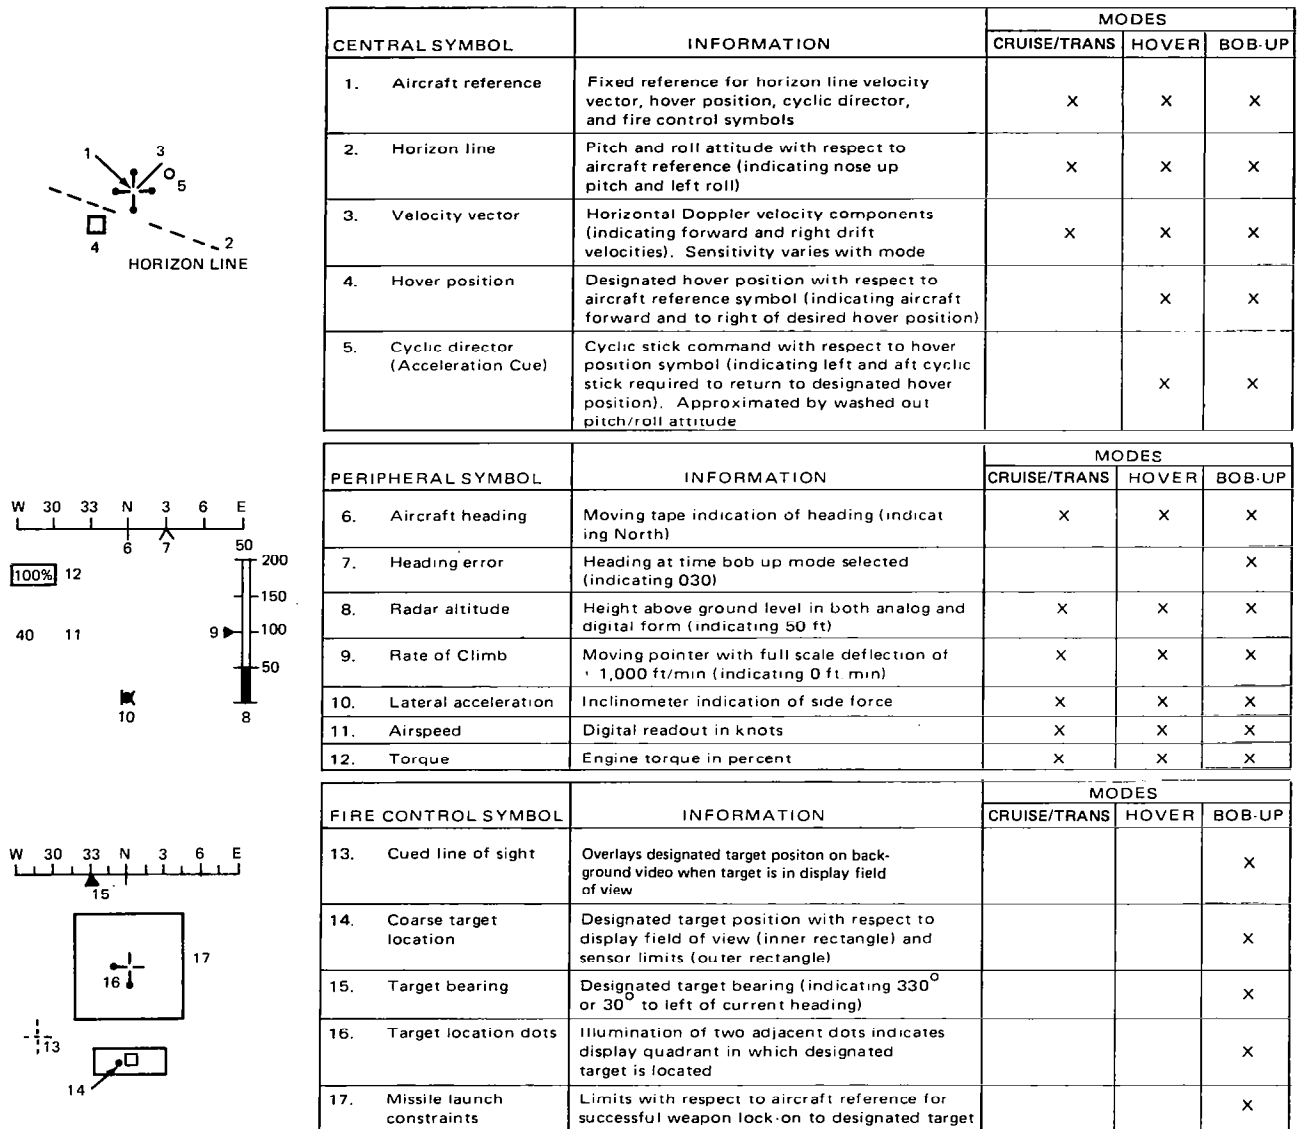 MODES
CENTRAL SYMBOL INFORMATION CRUISE/TRANS HOVER BOB-UP
1. Aircraft reference Fixed reference for horizon line velocity
vector, hover position, cyclic director,
and fire control symbols
X X X
2. Horizon line Pitch and roll attitude with respect to
aircraft reference (indicating nose up
pitch and left roll)
X X X
3. Velocity vector Horizontal Doppler velocity components
(indicating forward and right drift
velocities). Sensitivity varies with mode
X X X
4. Hover position Designated hover position with respect to
aircraft reference symbol (indicating aircraft
forward and to right of desired hover position)
X X
5. Cyclic director Cyclic stick command with respect to hover
(Acceleration Cue) position symbol (indicating left and aft cyclic
stick required to return to designated hover
position). Approximated by washed out
pitch/roll attitude
X X
1 3
5
2
4
HORIZON LINE
MODES
PERIPHERAL SYMBOL INFORMATION CRUISE/TRANS HOVER BOB-UP
6. Aircraft heading Moving tape indication of heading (indicat
ing North)
X X X
7. Heading error Heading at time bob up mode selected
(indicating 030)
X
8. Radar altitude Height above ground level in both analog and
digital form (indicating 50 ft)
X X X
9. Rate of Climb Moving pointer with full scale deflection of
1,000 ft/min (indicating 0 ft min)
X X X
10. Lateral acceleration Inclinometer indication of side force X X X
11. Airspeed Digital readout in knots X X X
12. Torque Engine torque in percent X X X
W 30 33 N 3 6 E
6 7 50
200
100% 12
150
40 11 9 100
50
10 8
MODES
FIRE CONTROL SYMBOL INFORMATION CRUISE/TRANS HOVER BOB-UP
13. Cued line of sight Overlays designated target positon on back-
ground video when target is in display field
of view
X
14. Coarse target Designated target position with respect to
location display field of view (inner rectangle) and
sensor limits (outer rectangle)
X
15. Target bearing Designated target bearing (indicating 330°
or 30° to left of current heading)
X
16. Target location dots Illumination of two adjacent dots indicates
display quadrant in which designated
target is located
X
17. Missile launch Limits with respect to aircraft reference for
constraints successful weapon lock-on to designated target
X
W 30 33 N 3 6 E
15
17
16
13
14